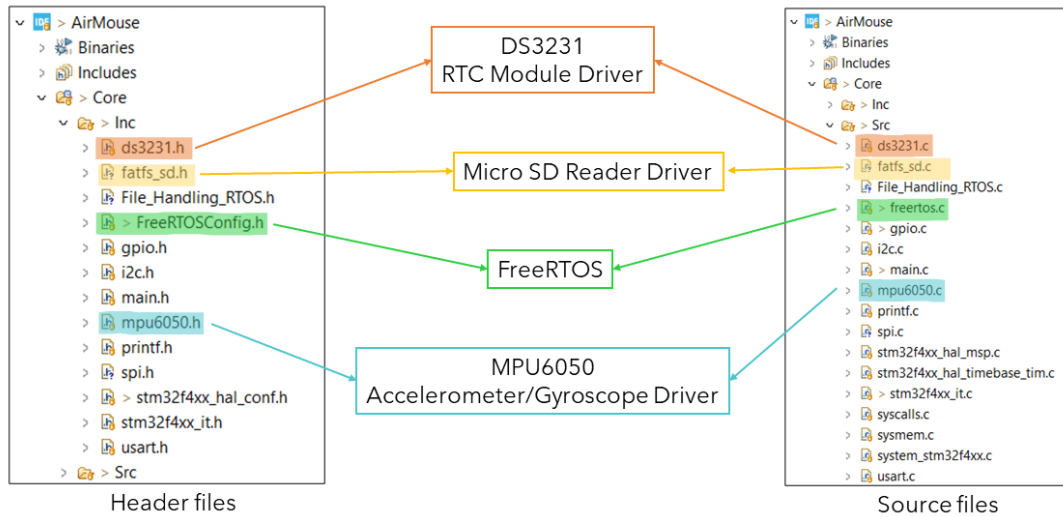 IDE > AirMouse
Binaries
Includes
> Core
> Inc
ds3231.h
fatfs_sd.h
File_Handling_RTOS.h
> FreeRTOSConfig.h
gpio.h
i2c.h
main.h
mpu6050.h
printf.h
spi.h
> stm32f4xx_hal_conf.h
stm32f4xx_it.h
usart.h
> Src
Header files
DS3231
RTC Module Driver
Micro SD Reader Driver
FreeRTOS
MPU6050
Accelerometer/Gyroscope Driver
IDE > AirMouse
Binaries
Includes
> Core
> Inc
> Src
ds3231.c
fatfs_sd.c
File_Handling_RTOS.c
> freertos.c
> gpio.c
i2c.c
> main.c
mpu6050.c
printf.c
spi.c
stm32f4xx_hal_msp.c
stm32f4xx_hal_timebase_tim.c
> stm32f4xx_it.c
syscalls.c
sysmem.c
system_stm32f4xx.c
usart.c
Source files